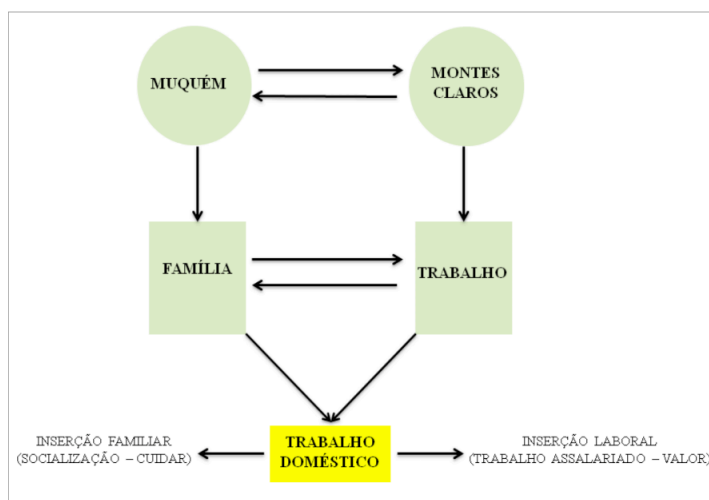 MUQUÉM
MONTES
CLAROS
FAMÍLIA
TRABALHO
TRABALHO
DOMÉSTICO
INSERÇÃO FAMILIAR
(SOCIALIZAÇÃO – CUIDAR)
INSERÇÃO LABORAL
(TRABALHO ASSALARIADO – VALOR)